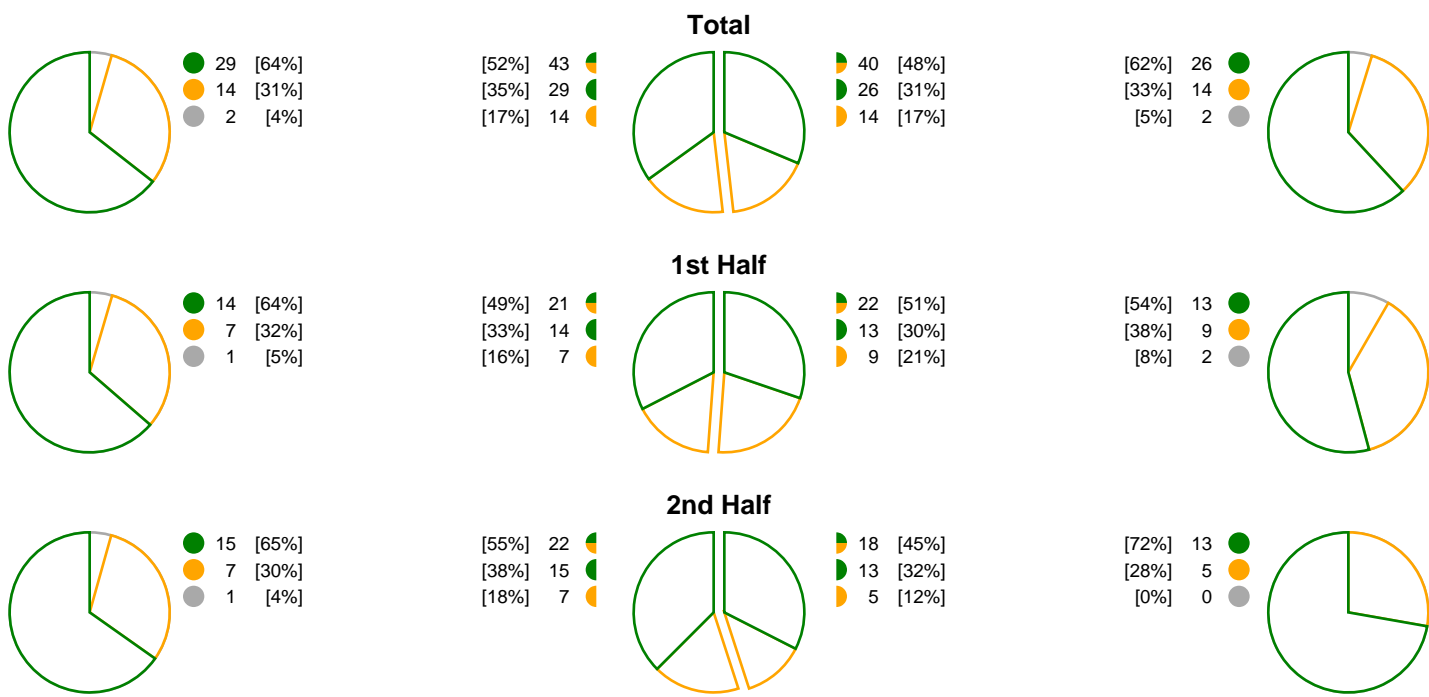 Total
29 [64%] [52%] 43 40 [48%] [62%] 26
14 [31%] [35%] 29 26 [31%] [33%] 14
2 [4%] [17%] 14 14 [17%] [5%] 2
1st Half
14 [64%] [49%] 21 22 [51%] [54%] 13
7 [32%] [33%] 14 13 [30%] [38%] 9
1 [5%] [16%] 7 9 [21%] [8%] 2
2nd Half
15 [65%] [55%] 22 18 [45%] [72%] 13
7 [30%] [38%] 15 13 [32%] [28%] 5
1 [4%] [18%] 7 5 [12%] [0%] 0